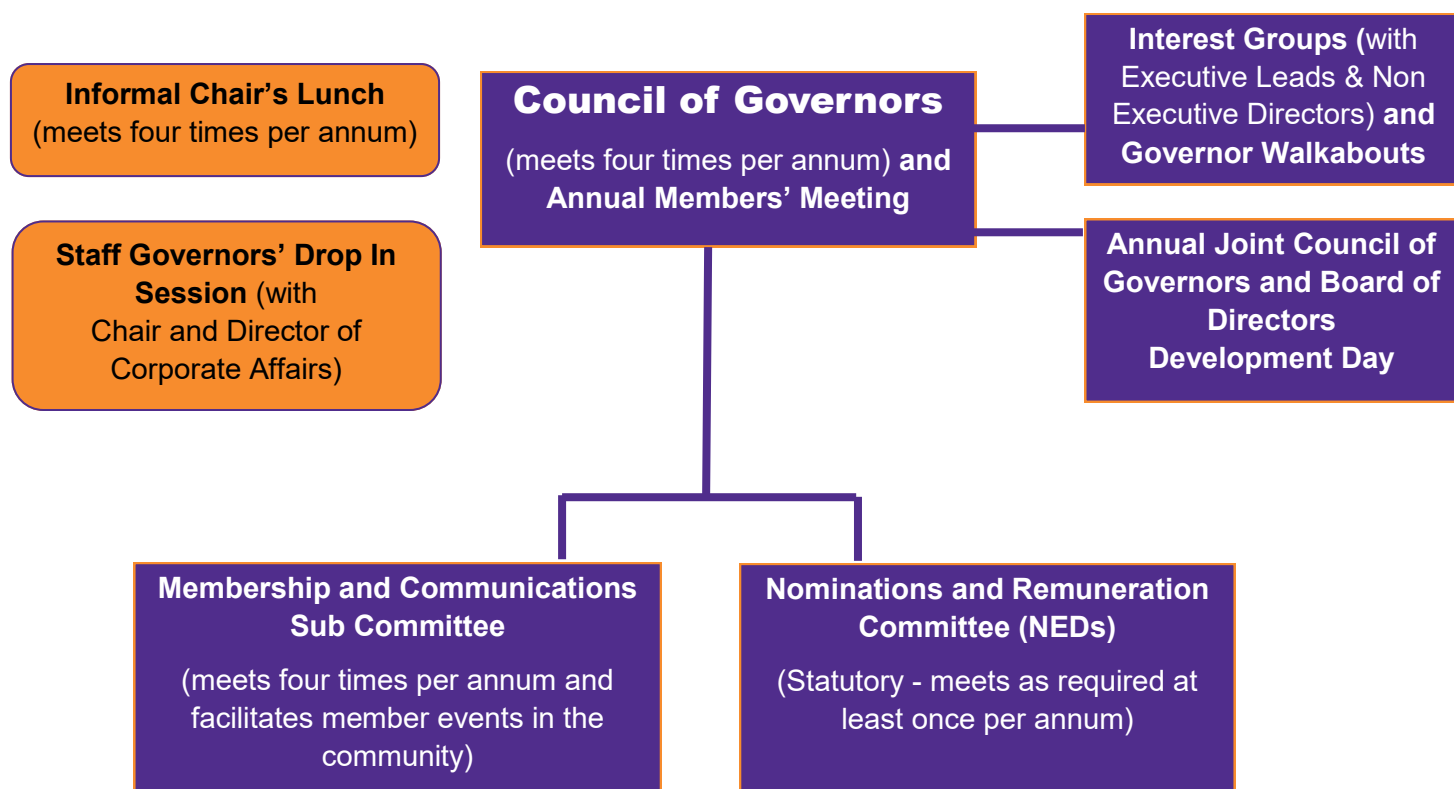 Informal Chair's Lunch
(meets four times per annum)
Staff Governors' Drop In
Session (with
Chair and Director of
Corporate Affairs)
Council of Governors
(meets four times per annum) and
Annual Members' Meeting
Interest Groups (with
Executive Leads & Non
Executive Directors) and
Governor Walkabouts
Annual Joint Council of
Governors and Board of
Directors
Development Day
Membership and Communications
Sub Committee
(meets four times per annum and
facilitates member events in the
community)
Nominations and Remuneration
Committee (NEDs)
(Statutory - meets as required at
least once per annum)